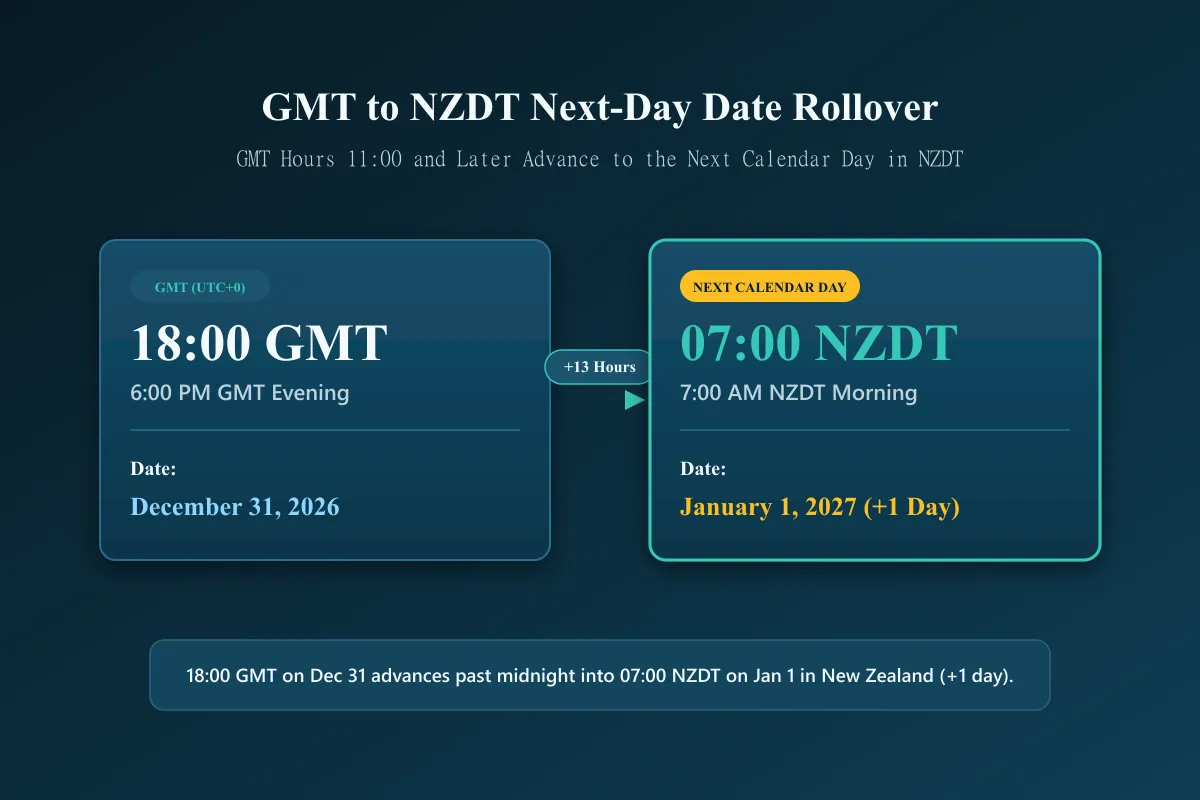 GMT to NZDT Next-Day Date Rollover
GMT Hours 11:00 and Later Advance to the Next Calendar Day in NZDT
GMT (UTC+0)
18:00 GMT
6:00 PM GMT Evening
Date:
December 31, 2026
+13 Hours
NEXT CALENDAR DAY
07:00 NZDT
7:00 AM NZDT Morning
Date:
January 1, 2027 (+1 Day)
18:00 GMT on Dec 31 advances past midnight into 07:00 NZDT on Jan 1 in New Zealand (+1 day).